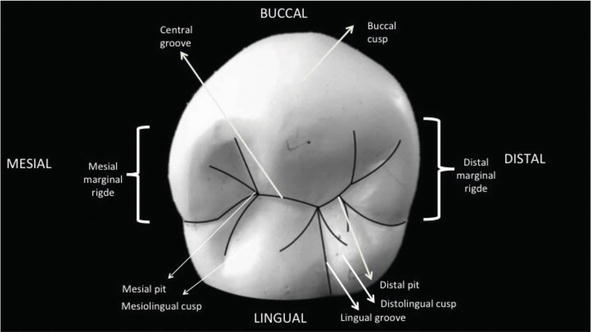 BUCCAL
Central
groove
Buccal
cusp
MESIAL
Mesial
marginal
rigde
Distal
marginal
rigde
DISTAL
Mesial pit
Mesiolingual cusp
Distal pit
Distolingual cusp
Lingual groove
LINGUAL